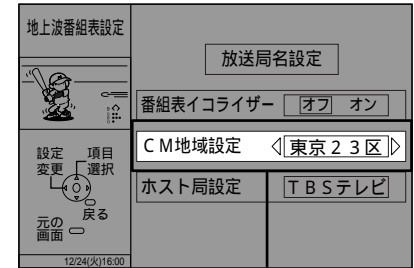 地上波番組表設定
放送局名設定
番組表イコライザー オフ オン
CM地域設定 東京23区
ホスト局設定 TBSテレビ
設定
変更
項目
選択
戻る
元の
画面
12/24(火)16:00